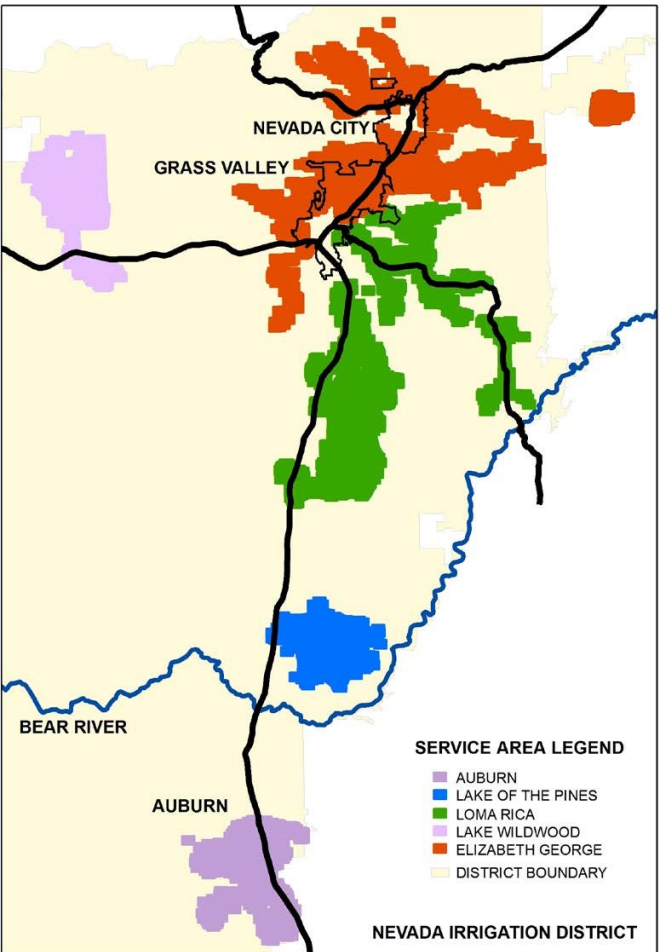 NEVADA CITY
GRASS VALLEY
BEAR RIVER
AUBURN
SERVICE AREA LEGEND
AUBURN
LAKE OF THE PINES
LOMA RICA
LAKE WILDWOOD
ELIZABETH GEORGE
DISTRICT BOUNDARY
NEVADA IRRIGATION DISTRICT